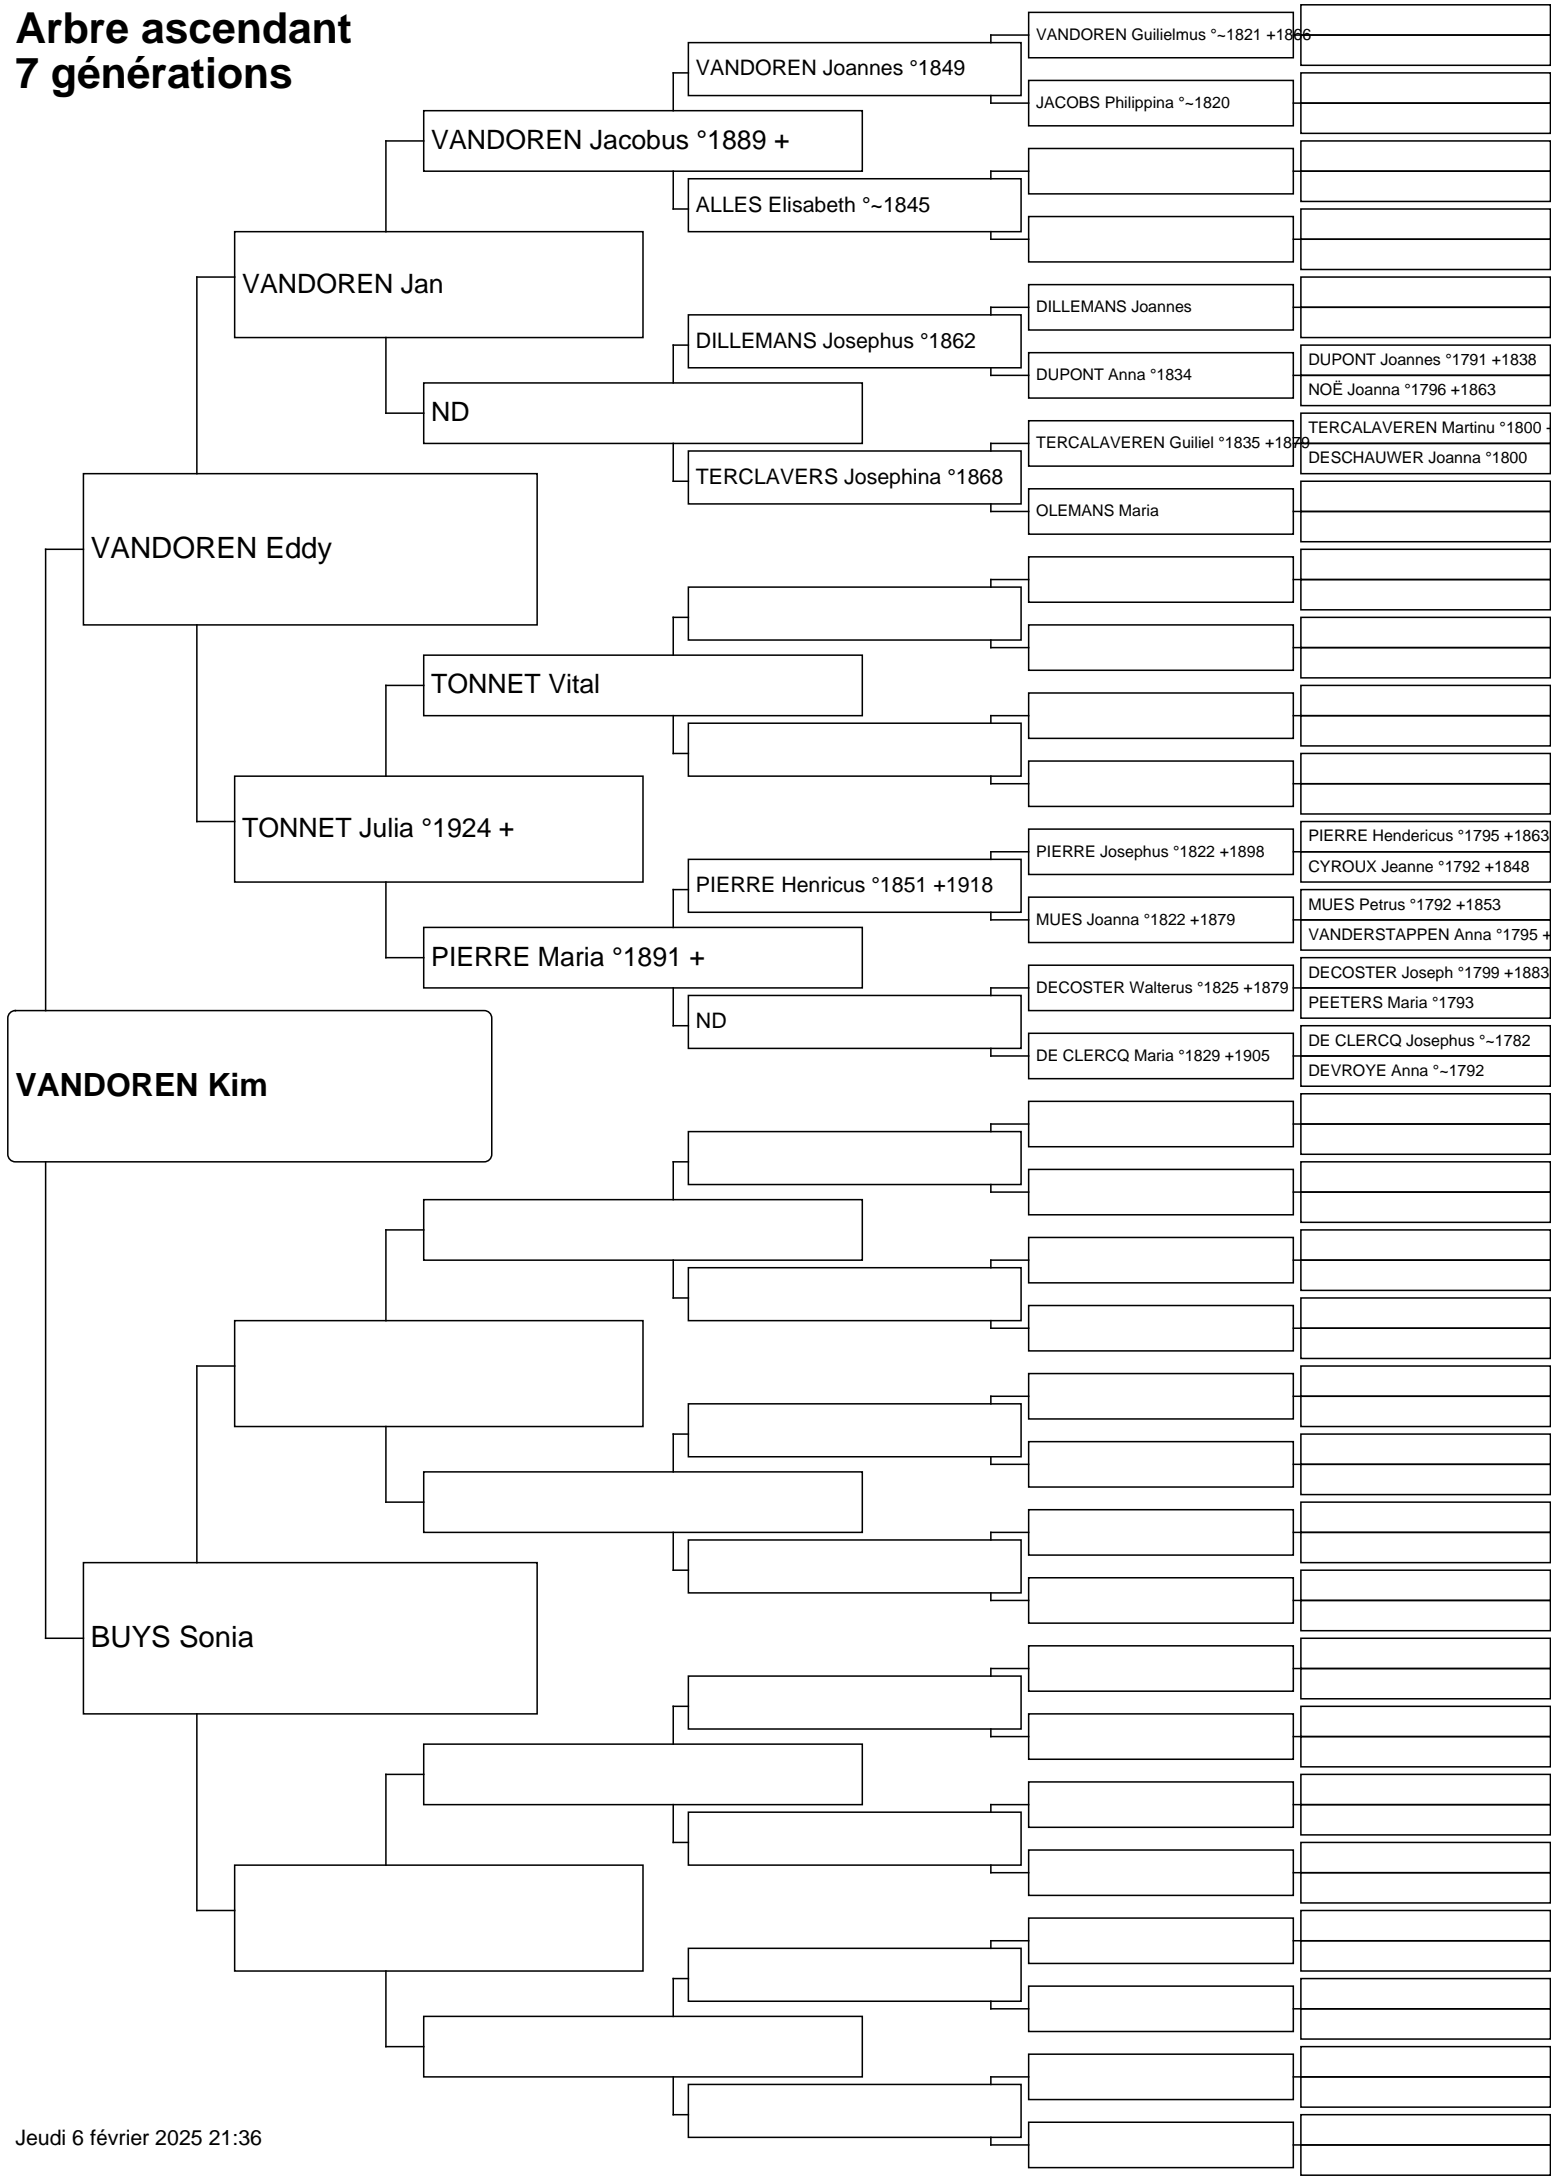 Arbre ascendant
7 générations
VANDOREN Guilielmus °~1821 +1866
VANDOREN Joannes °1849
JACOBS Philippina °~1820
VANDOREN Jacobus °1889 +
ALLES Elisabeth °~1845
VANDOREN Jan
DILLEMANS Joannes
DILLEMANS Josephus °1862
DUPONT Joannes °1791 +1838
DUPONT Anna °1834
NOË Joanna °1796 +1863
ND
TERCALAVEREN Martinu °1800 -
TERCALAVEREN Guiliel °1835 +1879
DESCHAUWER Joanna °1800
TERCLAVERS Josephina °1868
OLEMANS Maria
VANDOREN Eddy
TONNET Vital
TONNET Julia °1924 +
PIERRE Hendericus °1795 +1863
PIERRE Josephus °1822 +1898
CYROUX Jeanne °1792 +1848
PIERRE Henricus °1851 +1918
MUES Petrus °1792 +1853
MUES Joanna °1822 +1879
VANDERSTAPPEN Anna °1795 +
PIERRE Maria °1891 +
DECOSTER Joseph °1799 +1883
DECOSTER Walterus °1825 +1879
PEETERS Maria °1793
ND
DE CLERCQ Josephus °~1782
DE CLERCQ Maria °1829 +1905
DEVROYE Anna °~1792
VANDOREN Kim
BUYS Sonia
Jeudi 6 février 2025 21:36